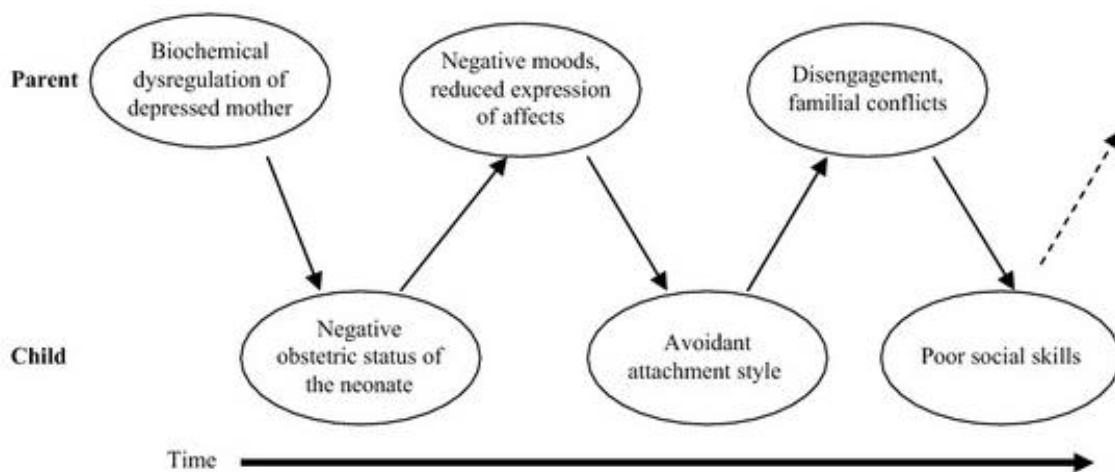 Parent
Biochemical
dysregulation of
depressed mother
Negative moods,
reduced expression
of affects
Disengagement,
familial conflicts
Child
Negative
obstetric status of
the neonate
Avoidant
attachment style
Poor social skills
Time